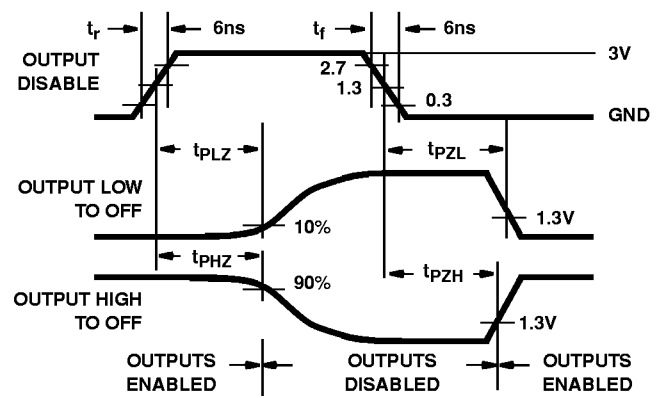 tr 6ns tf 6ns
OUTPUT
DISABLE
3V
2.7
1.3
0.3
GND
tPLZ tPZL
OUTPUT LOW
TO OFF
10%
1.3V
tPHZ
90%
tPZH
OUTPUT HIGH
TO OFF
1.3V
OUTPUTS
ENABLED
OUTPUTS
DISABLED
OUTPUTS
ENABLED